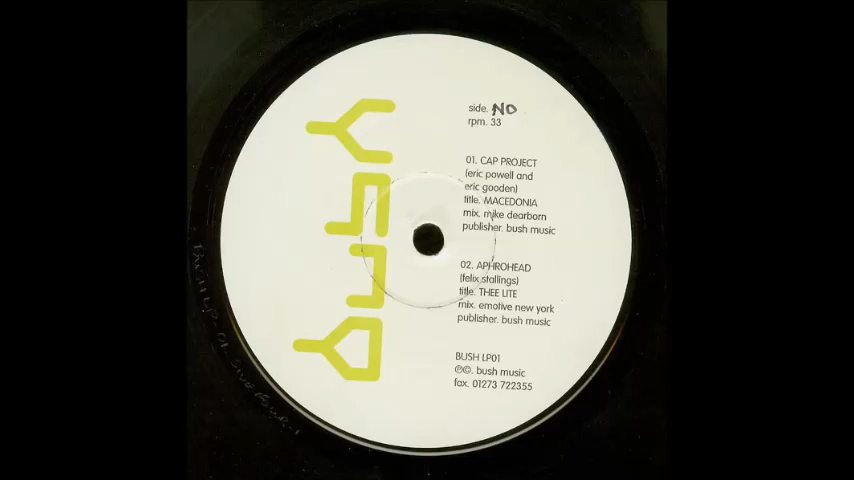 side. NO
rpm. 33
01. CAP PROJECT
(eric powell and
eric gooden)
title. MACEDONIA
mix. mike dearborn
publisher. bush music
02. APHROHEAD
(felix stallings)
title. THEE LITE
mix. emotive new york
publisher. bush music
BUSH LP01
℗©. bush music
fax. 01273 722355